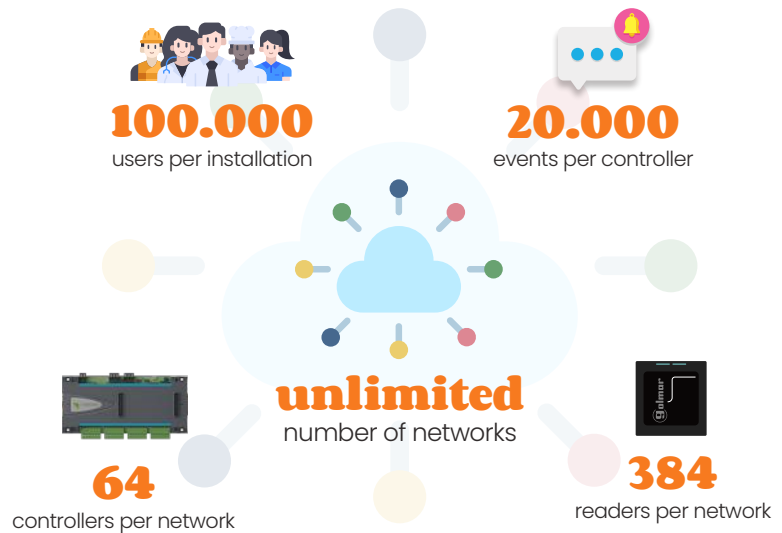 100.000
users per installation
20.000
events per controller
unlimited
number of networks
64
controllers per network
golmar
384
readers per network